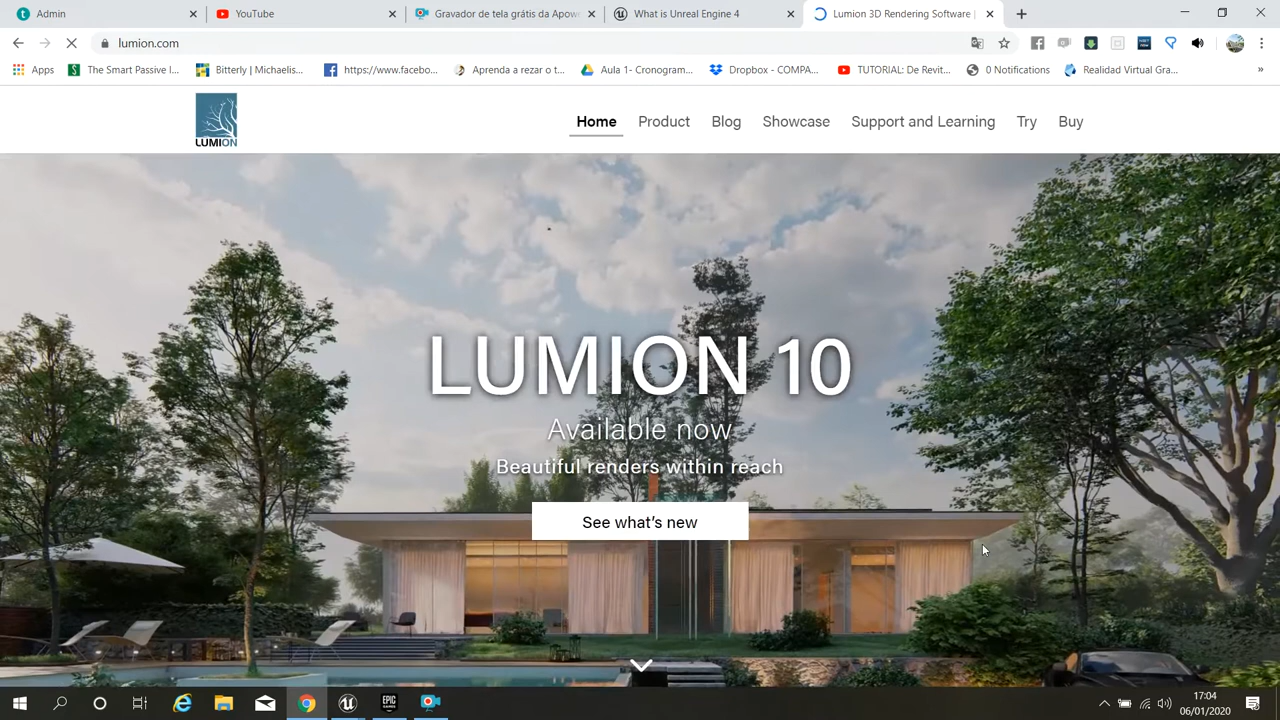 Admin
YouTube
Gravador de tela grátis da Apowe
What is Unreal Engine 4
Lumion 3D Rendering Software |
lumion.com
Apps
The Smart Passive I...
Bitterly | Michaelis...
https://www.facebo...
Aprenda a rezar o t...
Aula 1- Cronogram...
Dropbox - COMPA...
TUTORIAL: De Revit...
0 Notifications
Realidad Virtual Gra...
»
LUMION
Home
Product
Blog
Showcase
Support and Learning
Try
Buy
LUMION 10
Available now
Beautiful renders within reach
See what's new
EPIC
GAMES
17:04
06/01/2020